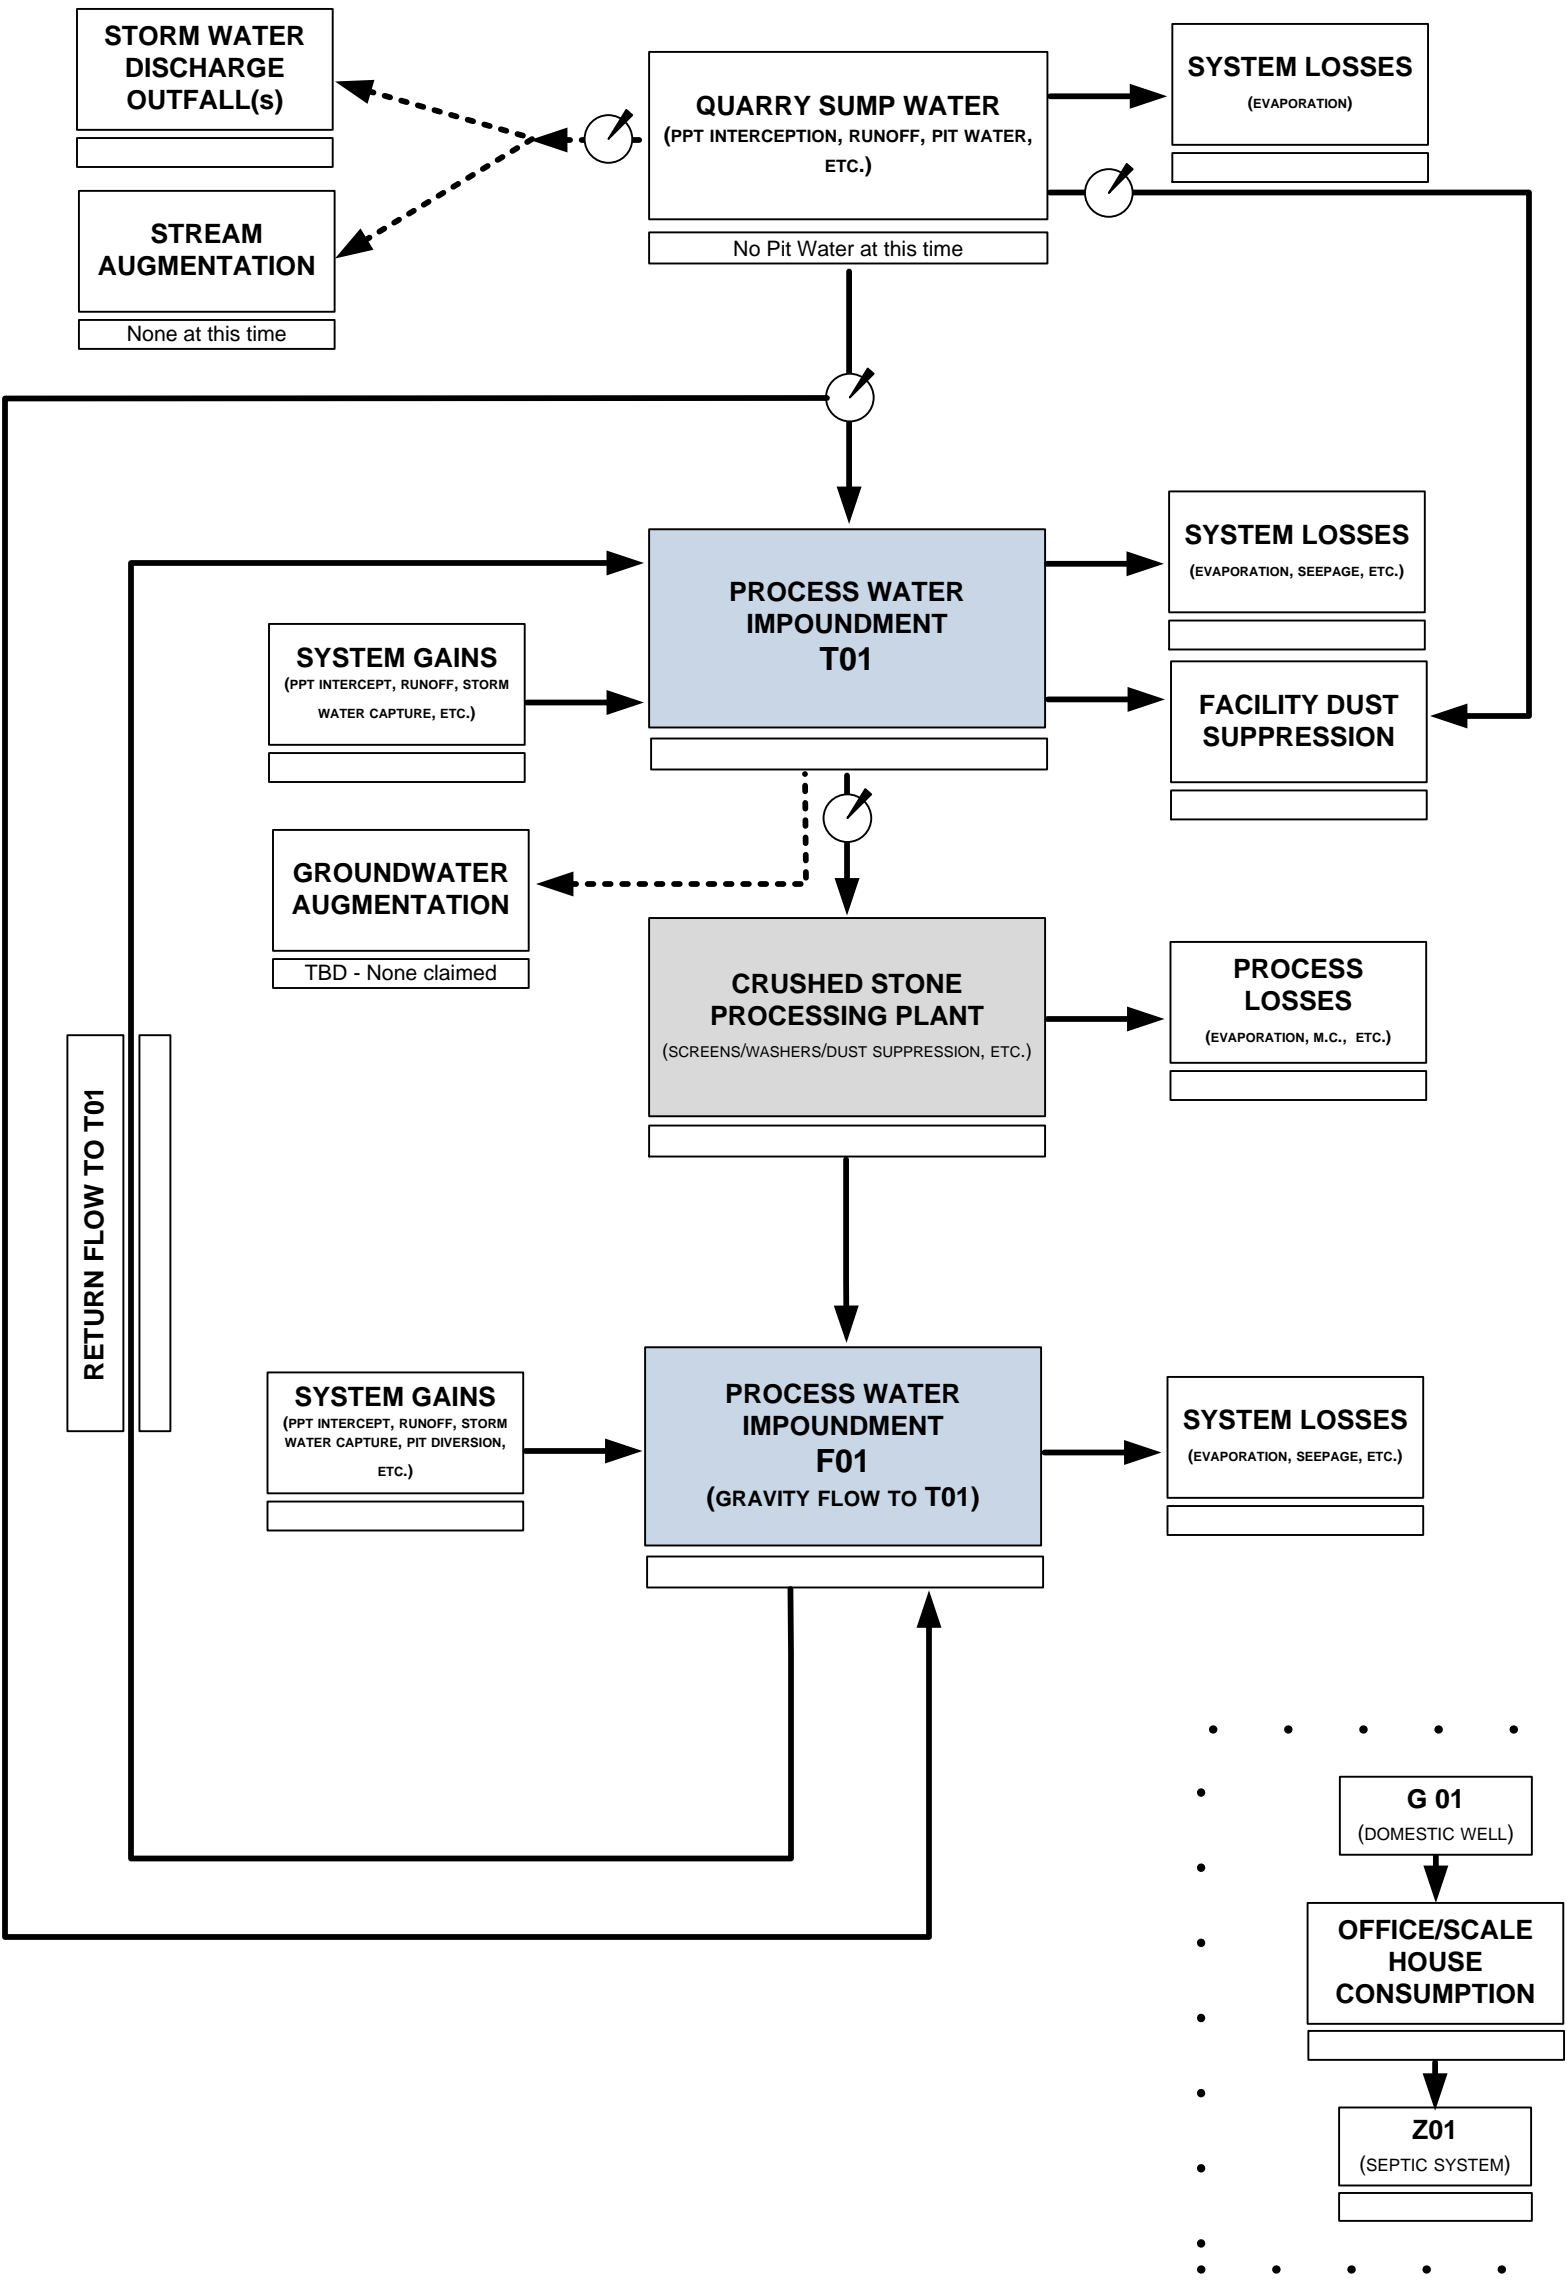 STORM WATER
DISCHARGE
OUTFALL(s)
QUARRY SUMP WATER
(PPT INTERCEPTION, RUNOFF, PIT WATER,
ETC.)
No Pit Water at this time
SYSTEM LOSSES
(EVAPORATION)
STREAM
AUGMENTATION
None at this time
PROCESS WATER
IMPOUNDMENT
T01
SYSTEM LOSSES
(EVAPORATION, SEEPAGE, ETC.)
SYSTEM GAINS
(PPT INTERCEPT, RUNOFF, STORM
WATER CAPTURE, ETC.)
FACILITY DUST
SUPPRESSION
GROUNDWATER
AUGMENTATION
TBD - None claimed
CRUSHED STONE
PROCESSING PLANT
(SCREENS/WASHERS/DUST SUPPRESSION, ETC.)
PROCESS
LOSSES
(EVAPORATION, M.C., ETC.)
RETURN FLOW TO T01
SYSTEM GAINS
(PPT INTERCEPT, RUNOFF, STORM
WATER CAPTURE, PIT DIVERSION,
ETC.)
PROCESS WATER
IMPOUNDMENT
F01
(GRAVITY FLOW TO T01)
SYSTEM LOSSES
(EVAPORATION, SEEPAGE, ETC.)
G 01
(DOMESTIC WELL)
OFFICE/SCALE
HOUSE
CONSUMPTION
Z01
(SEPTIC SYSTEM)